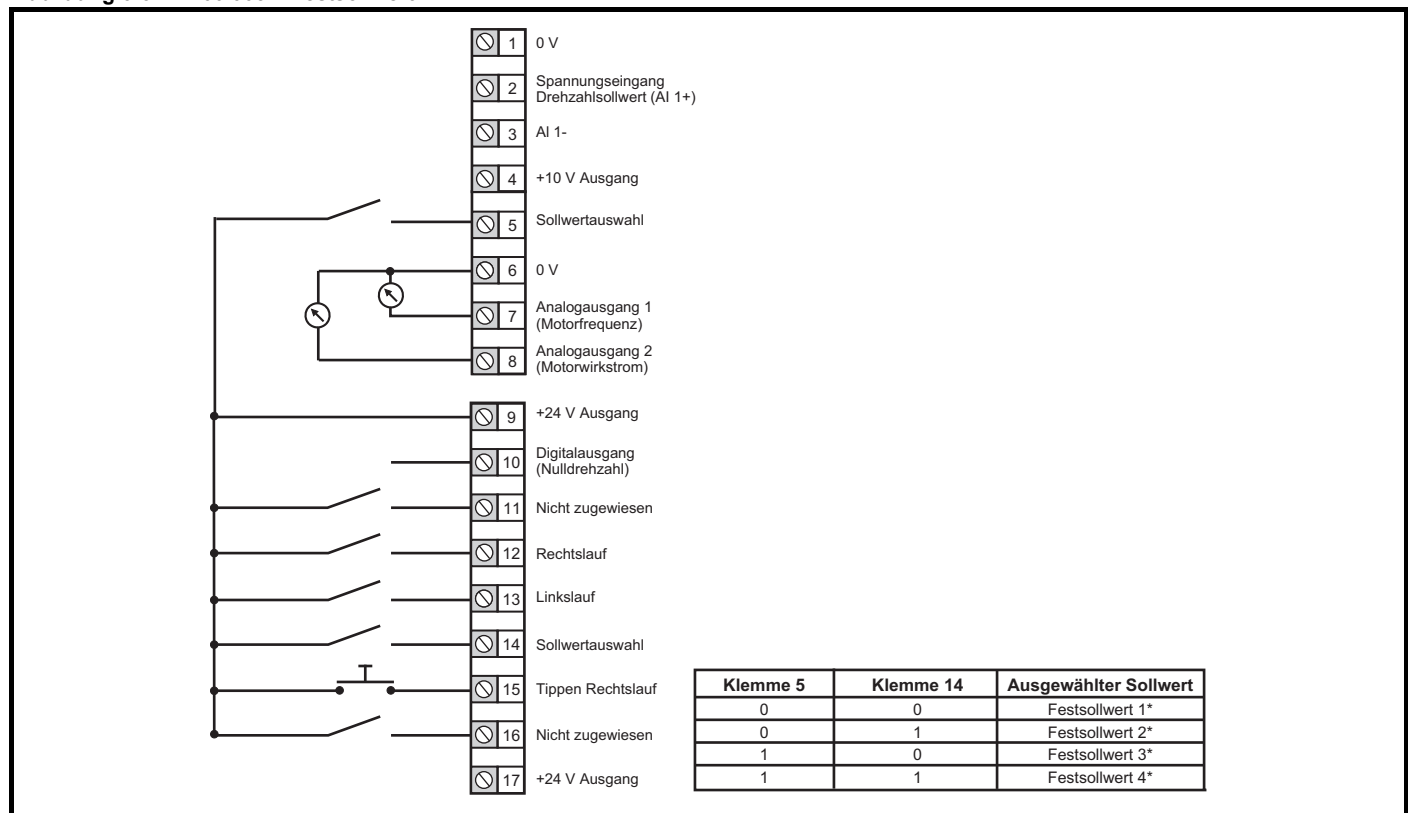 1 0 V
2 Spannungseingang
Drehzahlsollwert (AI 1+)
3 AI 1-
4 +10 V Ausgang
5 Sollwertauswahl
6 0 V
7 Analogausgang 1
(Motorfrequenz)
8 Analogausgang 2
(Motorwirkstrom)
9 +24 V Ausgang
10 Digitalausgang
(Nulldrehzahl)
11 Nicht zugewiesen
12 Rechtslauf
13 Linkslauf
14 Sollwertauswahl
15 Tippen Rechtslauf
16 Nicht zugewiesen
17 +24 V Ausgang
Klemme 5 Klemme 14 Ausgewählter Sollwert
0 0 Festsollwert 1*
0 1 Festsollwert 2*
1 0 Festsollwert 3*
1 1 Festsollwert 4*